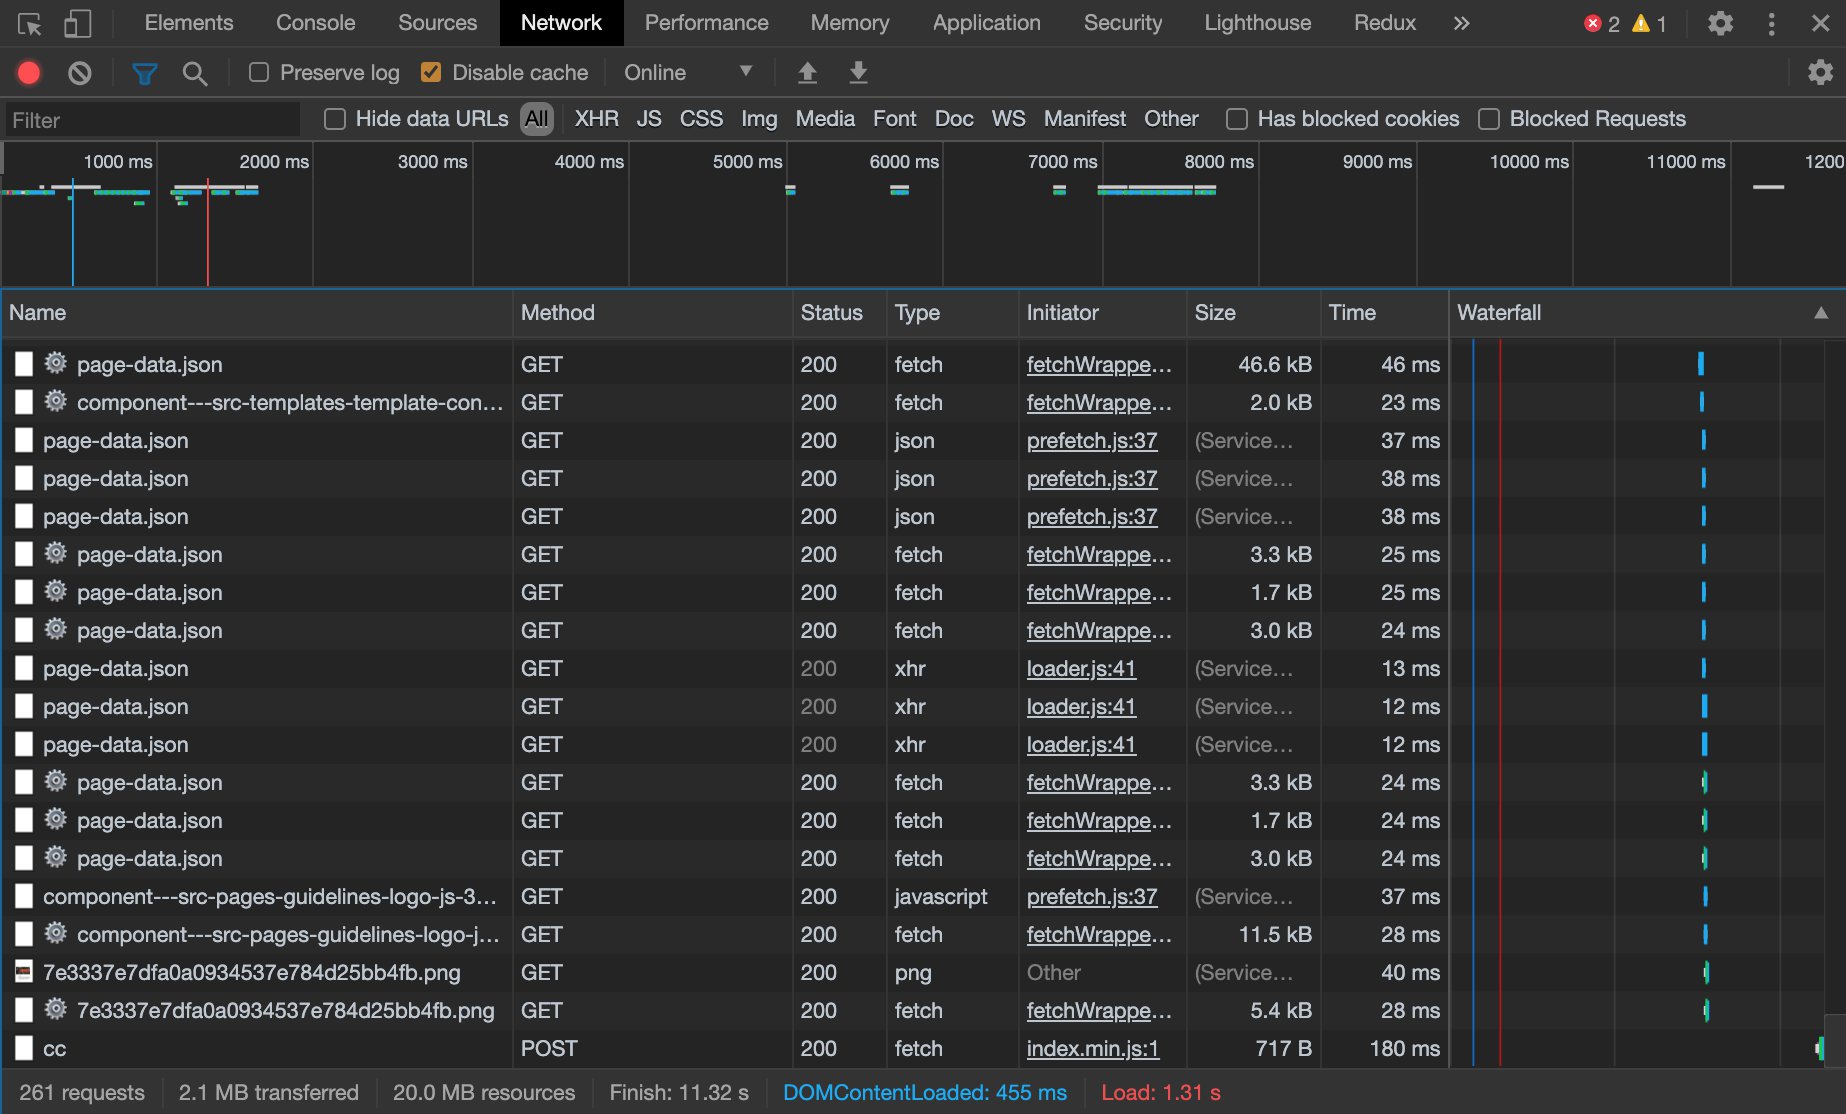 Elements Console Sources Network Performance Memory Application Security Lighthouse Redux » 2 1
Preserve log Disable cache Online
Filter Hide data URLs All XHR JS CSS Img Media Font Doc WS Manifest Other Has blocked cookies Blocked Requests
1000 ms 2000 ms 3000 ms 4000 ms 5000 ms 6000 ms 7000 ms 8000 ms 9000 ms 10000 ms 11000 ms 1200
Name Method Status Type Initiator Size Time Waterfall
page-data.json GET 200 fetch fetchWrappe… 46.6 kB 46 ms
component---src-templates-template-con… GET 200 fetch fetchWrappe… 2.0 kB 23 ms
page-data.json GET 200 json prefetch.js:37 (Service… 37 ms
page-data.json GET 200 json prefetch.js:37 (Service… 38 ms
page-data.json GET 200 json prefetch.js:37 (Service… 38 ms
page-data.json GET 200 fetch fetchWrappe… 3.3 kB 25 ms
page-data.json GET 200 fetch fetchWrappe… 1.7 kB 25 ms
page-data.json GET 200 fetch fetchWrappe… 3.0 kB 24 ms
page-data.json GET 200 xhr loader.js:41 (Service… 13 ms
page-data.json GET 200 xhr loader.js:41 (Service… 12 ms
page-data.json GET 200 xhr loader.js:41 (Service… 12 ms
page-data.json GET 200 fetch fetchWrappe… 3.3 kB 24 ms
page-data.json GET 200 fetch fetchWrappe… 1.7 kB 24 ms
page-data.json GET 200 fetch fetchWrappe… 3.0 kB 24 ms
component---src-pages-guidelines-logo-js-3… GET 200 javascript prefetch.js:37 (Service… 37 ms
component---src-pages-guidelines-logo-j… GET 200 fetch fetchWrappe… 11.5 kB 28 ms
7e3337e7dfa0a0934537e784d25bb4fb.png GET 200 png Other (Service… 40 ms
7e3337e7dfa0a0934537e784d25bb4fb.png GET 200 fetch fetchWrappe… 5.4 kB 28 ms
cc POST 200 fetch index.min.js:1 717 B 180 ms
261 requests 2.1 MB transferred 20.0 MB resources Finish: 11.32 s DOMContentLoaded: 455 ms Load: 1.31 s